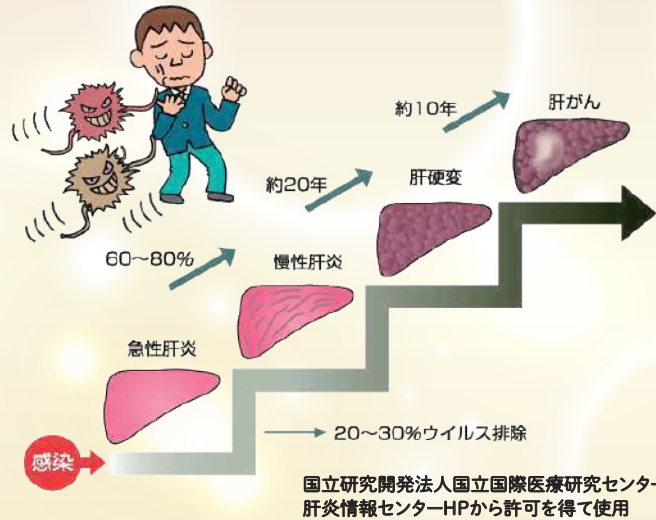 約10年
肝がん
約20年
肝硬変
60〜80%
慢性肝炎
急性肝炎
感染
20〜30%ウイルス排除
国立研究開発法人国立国際医療研究センター
肝炎情報センターHPから許可を得て使用